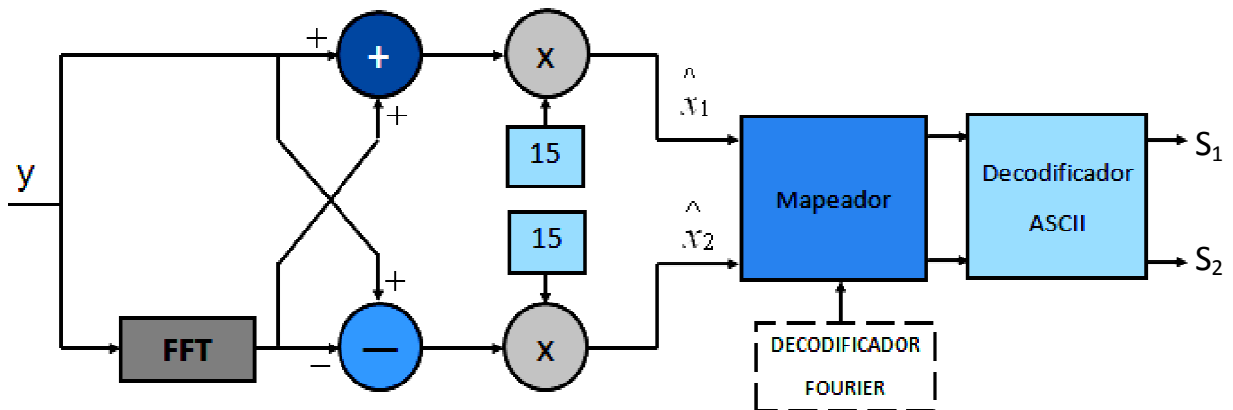 y
FFT
+
+
+
+
—
+
−
x
15
15
x
x̂1
x̂2
Mapeador
DECODIFICADOR
FOURIER
Decodificador
ASCII
S1
S2